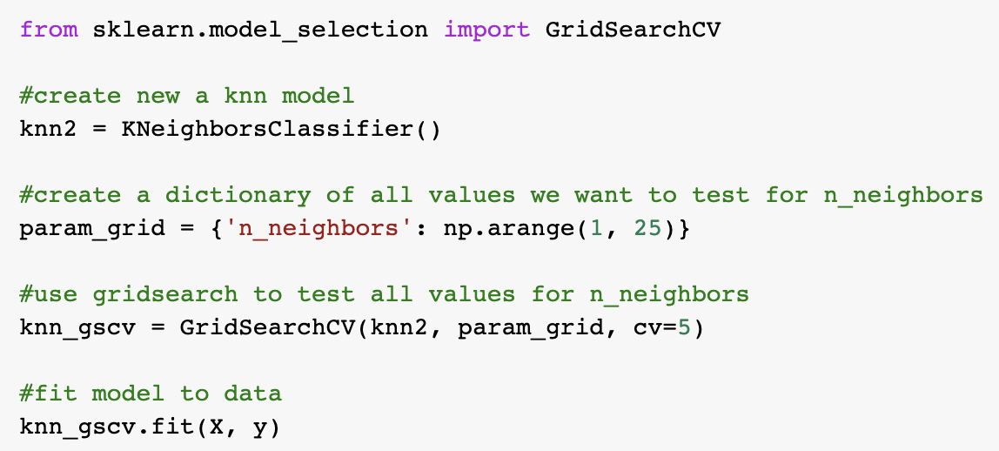 from sklearn.model_selection import GridSearchCV
#create new a knn model
knn2 = KNeighborsClassifier()
#create a dictionary of all values we want to test for n_neighbors
param_grid = {'n_neighbors': np.arange(1, 25)}
#use gridsearch to test all values for n_neighbors
knn_gscv = GridSearchCV(knn2, param_grid, cv=5)
#fit model to data
knn_gscv.fit(X, y)